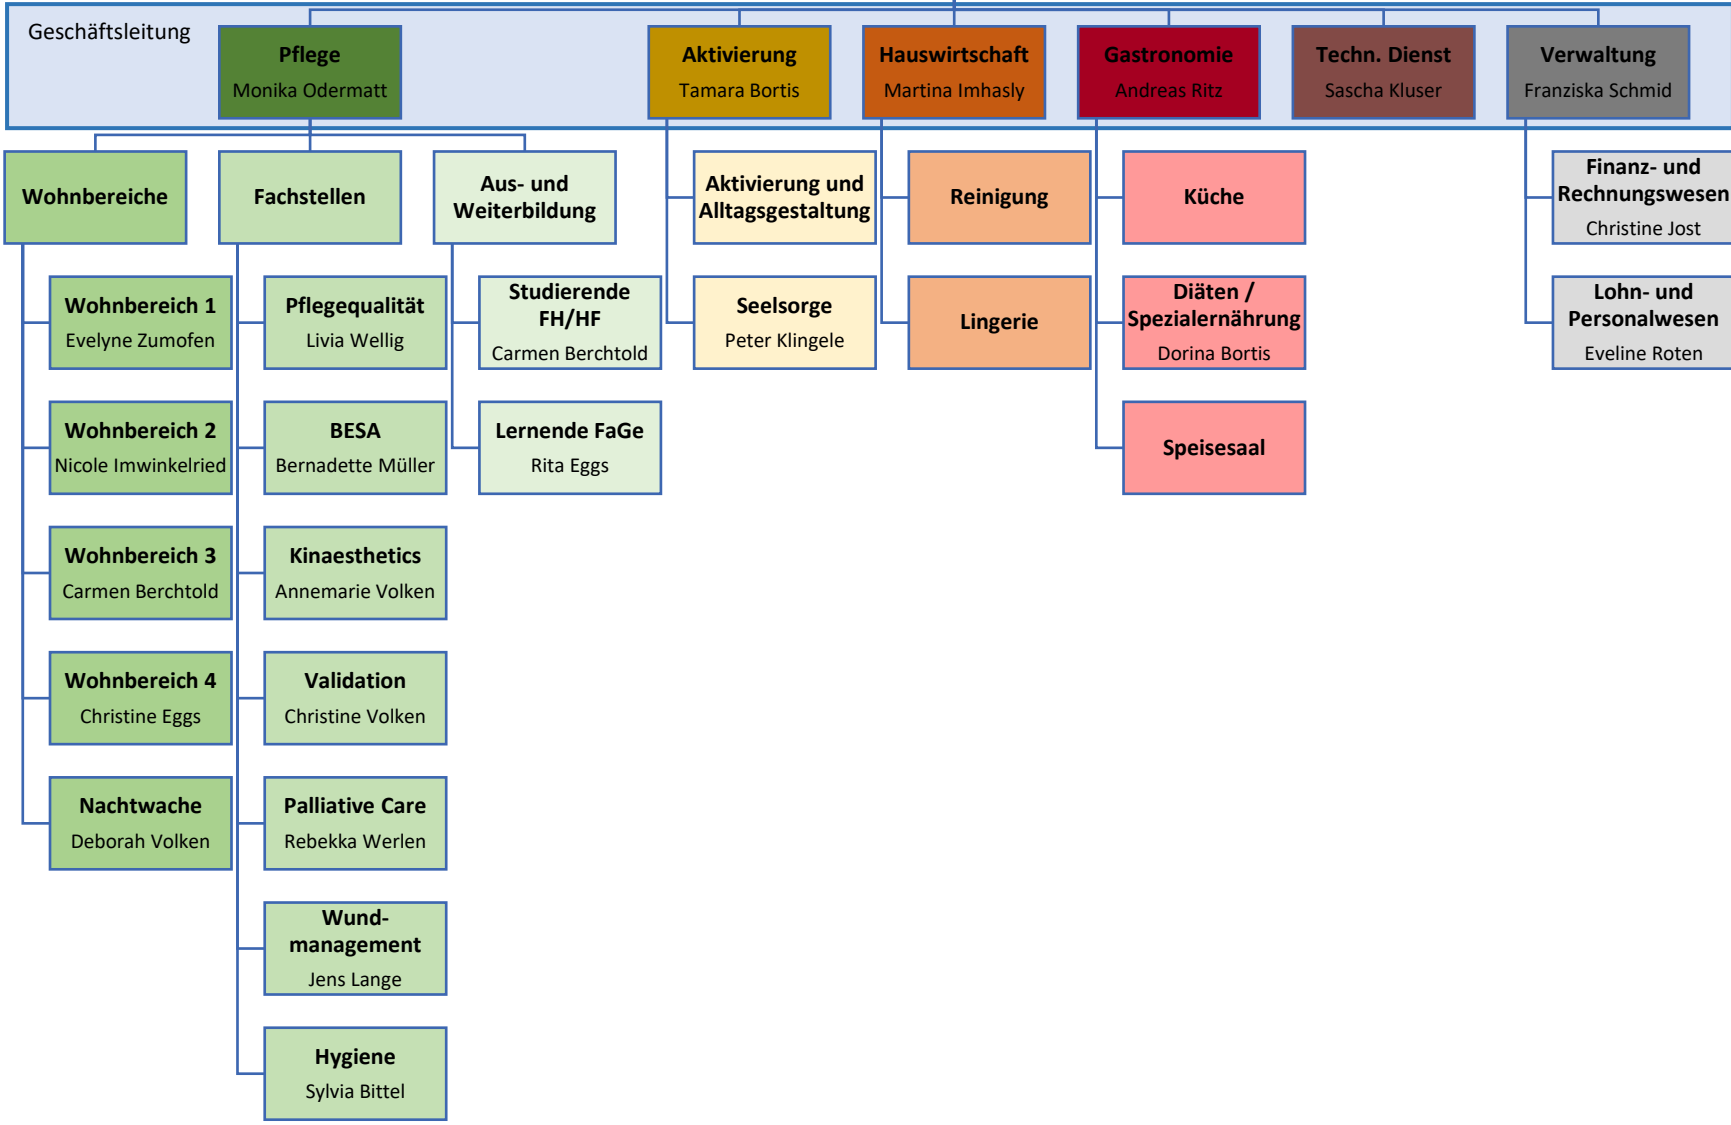 Geschäftsleitung
Pflege
Monika Odermatt
Aktivierung
Tamara Bortis
Hauswirtschaft
Martina Imhasly
Gastronomie
Andreas Ritz
Techn. Dienst
Sascha Kluser
Verwaltung
Franziska Schmid
Wohnbereiche
Wohnbereich 1
Evelyne Zumofen
Wohnbereich 2
Nicole Imwinkelried
Wohnbereich 3
Carmen Berchtold
Wohnbereich 4
Christine Eggs
Nachtwache
Deborah Volken
Fachstellen
Pflegequalität
Livia Wellig
BESA
Bernadette Müller
Kinaesthetics
Annemarie Volken
Validation
Christine Volken
Palliative Care
Rebekka Werlen
Wund-
management
Jens Lange
Hygiene
Sylvia Bittel
Aus- und
Weiterbildung
Studierende
FH/HF
Carmen Berchtold
Lernende FaGe
Rita Eggs
Aktivierung und
Alltagsgestaltung
Seelsorge
Peter Klingele
Reinigung
Lingerie
Küche
Diäten /
Spezialernährung
Dorina Bortis
Speisesaal
Finanz- und
Rechnungswesen
Christine Jost
Lohn- und
Personalwesen
Eveline Roten